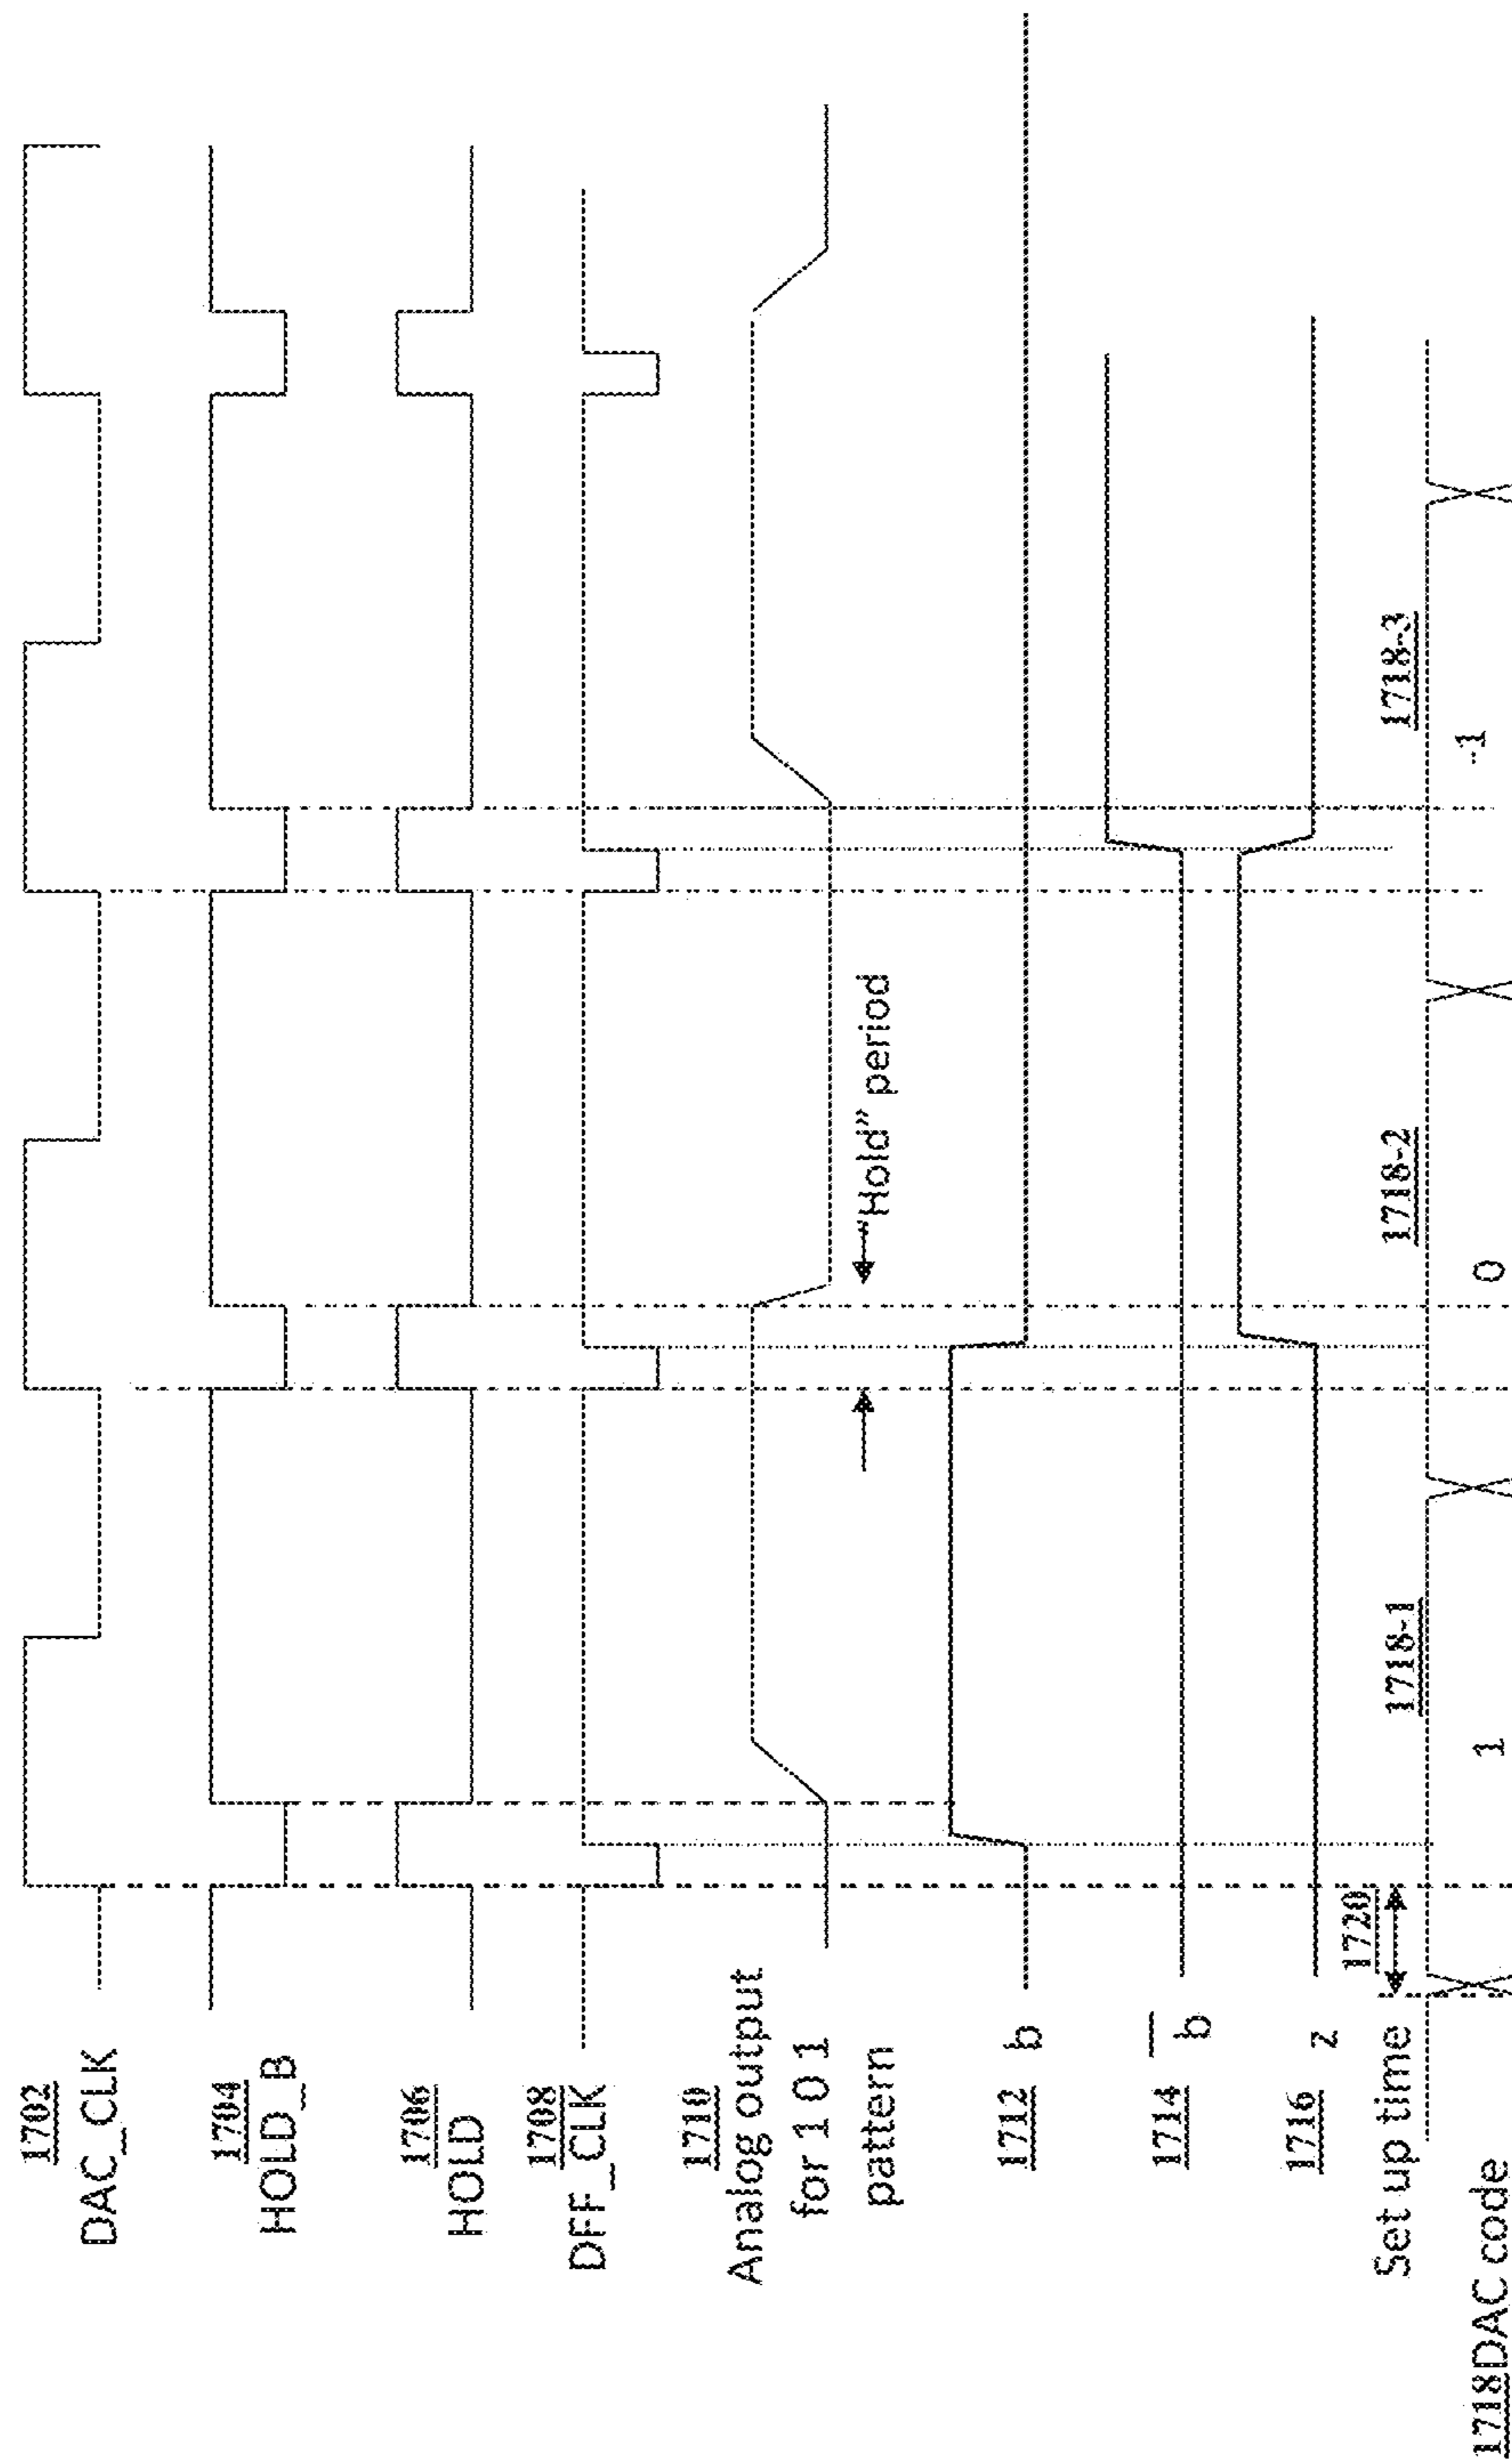 1702
DAC_CLK
1704
HOLD_B
1706
HOLD
1708
DFF_CLK
1710
Analog output
for 1 0 1
pattern
"Hold" period
1712 b
1714 b
1716 z
Set up time
1720
1718-1
1718-2
1718-3
1718DAC code
1
0
-1